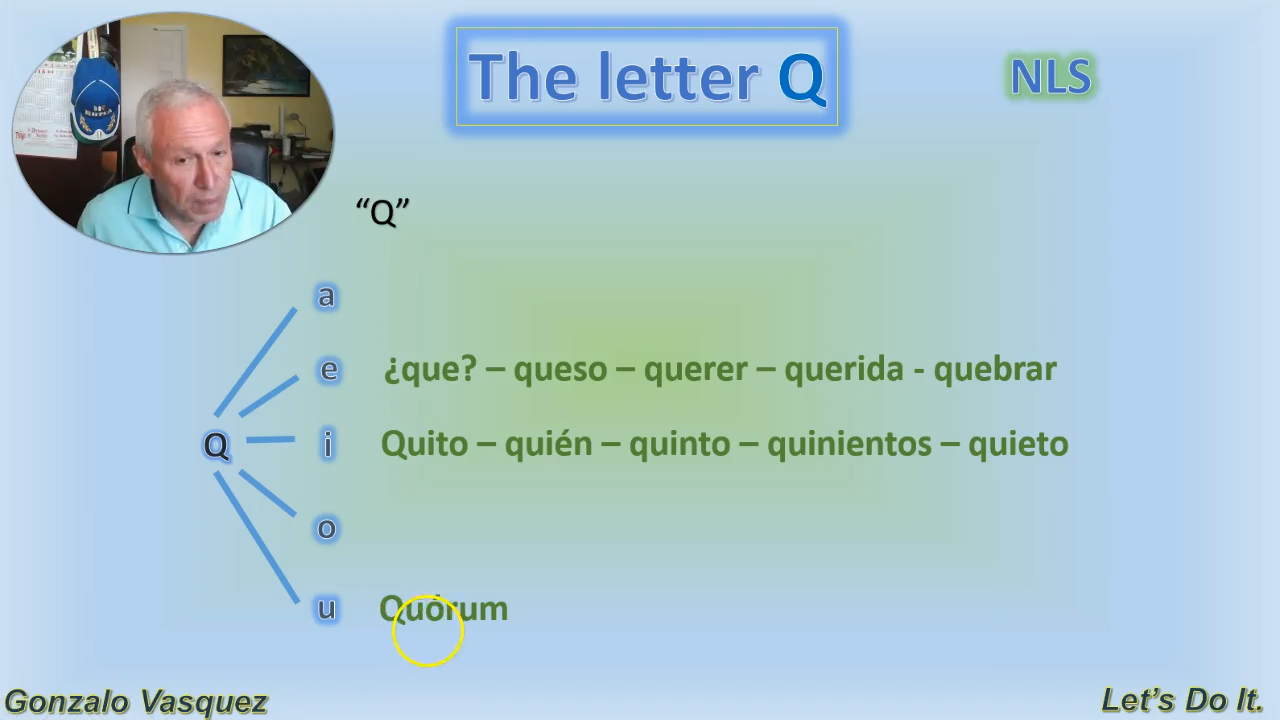 The letter Q
NLS
“Q”
a
e ¿que? – queso – querer – querida - quebrar
Q i Quito – quién – quinto – quinientos – quieto
o
u Quórum
Gonzalo Vasquez
Let’s Do It.